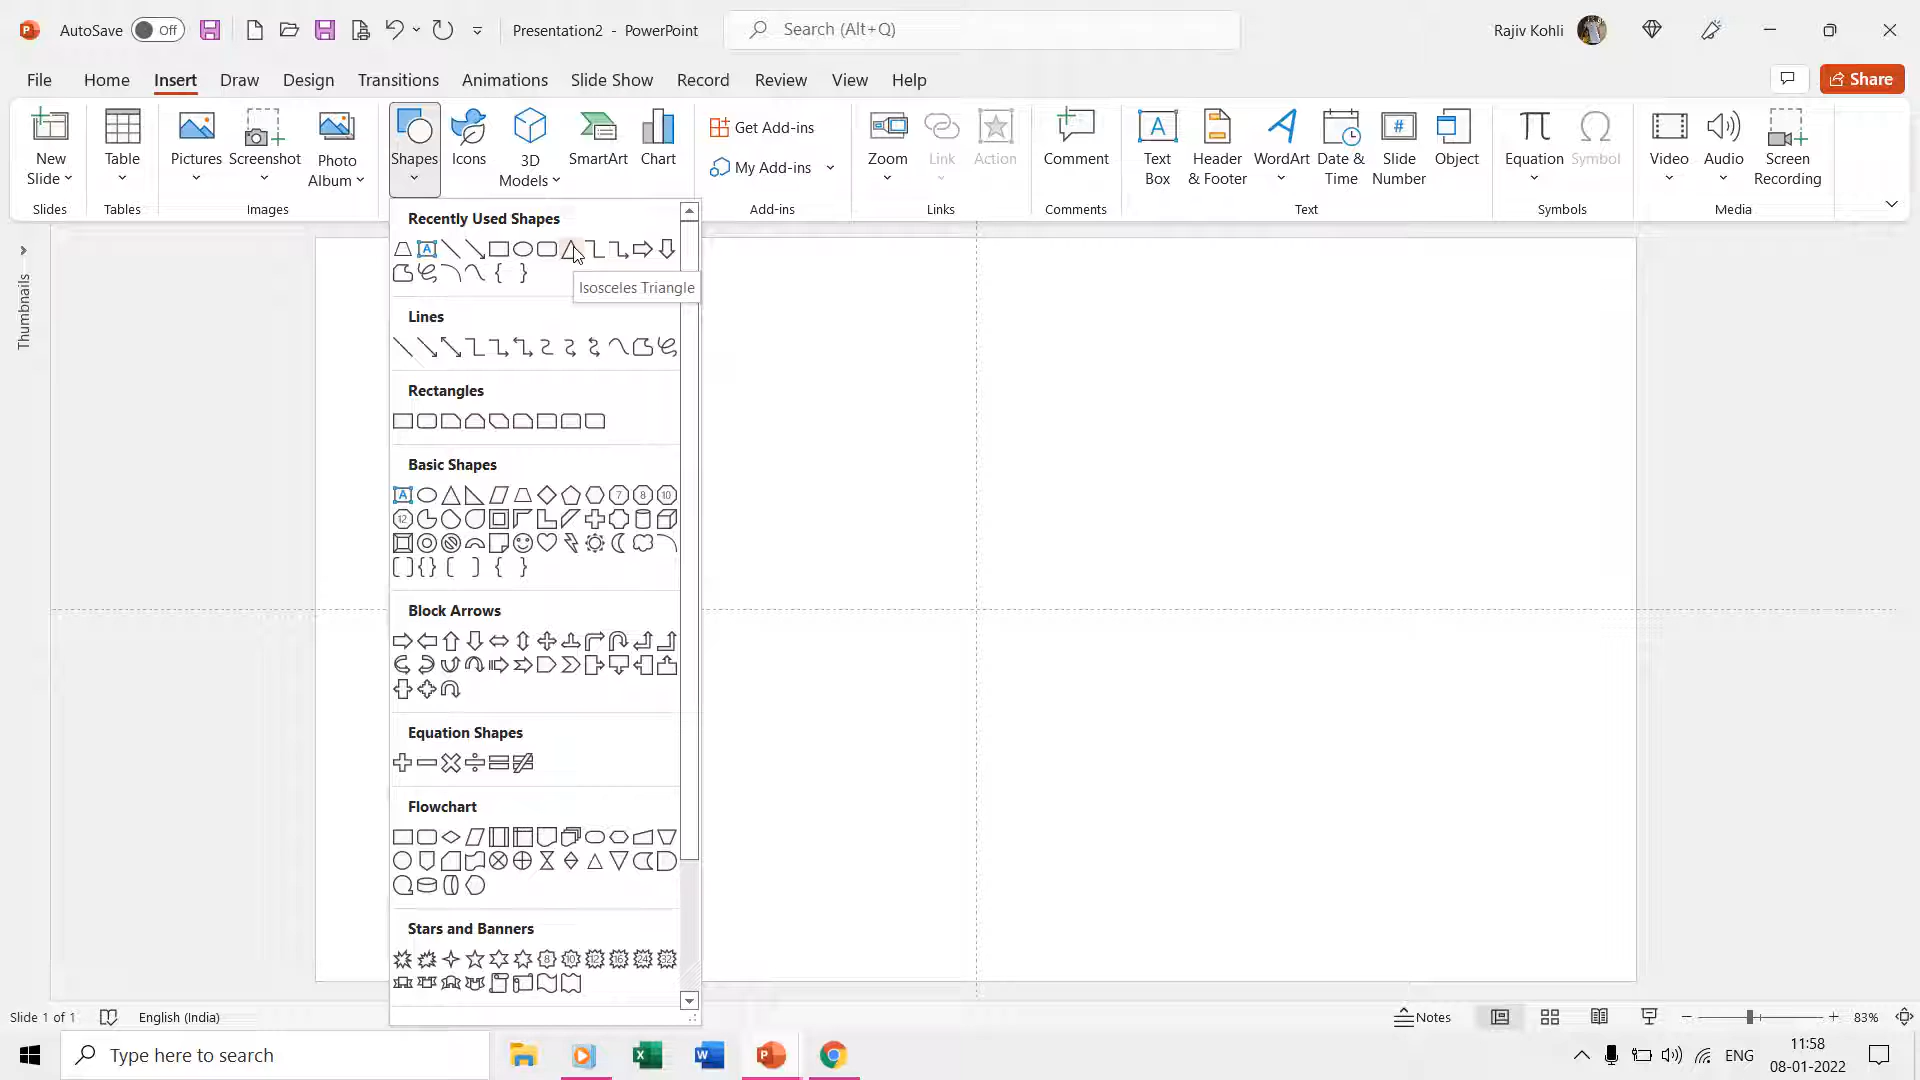 AutoSave Off Presentation2 - PowerPoint Search (Alt+Q) Rajiv Kohli
File Home Insert Draw Design Transitions Animations Slide Show Record Review View Help Share
New Slide
Table
Pictures
Screenshot
Photo Album
Shapes
Icons
3D Models
SmartArt
Chart
Get Add-ins
My Add-ins
Zoom
Link
Action
Comment
Text Box
Header & Footer
WordArt
Date & Time
Slide Number
Object
Equation
Symbol
Video
Audio
Screen Recording
Slides Tables Images Add-ins Links Comments Text Symbols Media
Thumbnails
Recently Used Shapes
Isosceles Triangle
Lines
Rectangles
Basic Shapes
Block Arrows
Equation Shapes
Flowchart
Stars and Banners
Slide 1 of 1 English (India) Notes 83%
Type here to search ENG 11:58
08-01-2022